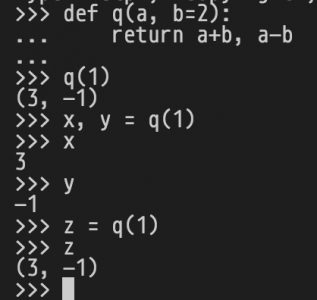 >>> def q(a, b=2):
...     return a+b, a-b
...
>>> q(1)
(3, -1)
>>> x, y = q(1)
>>> x
3
>>> y
-1
>>> z = q(1)
>>> z
(3, -1)
>>>